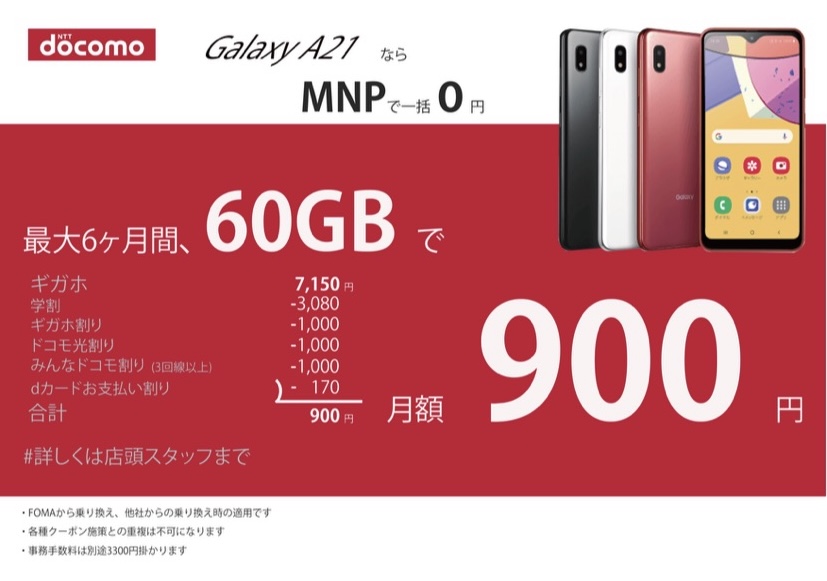 NTT
docomo
Galaxy A21 なら
MNPで一括 0 円
最大6ヶ月間、60GB で
ギガホ 7,150 円
学割 -3,080
ギガホ割り -1,000
ドコモ光割り -1,000
みんなドコモ割り (3回線以上) -1,000
dカードお支払い割り ) - 170
合計 900 円
月額 900 円
#詳しくは店頭スタッフまで
・FOMAから乗り換え、他社からの乗り換え時の適用です
・各種クーポン施策との重複は不可になります
・事務手数料は別途3300円掛かります
Galaxy